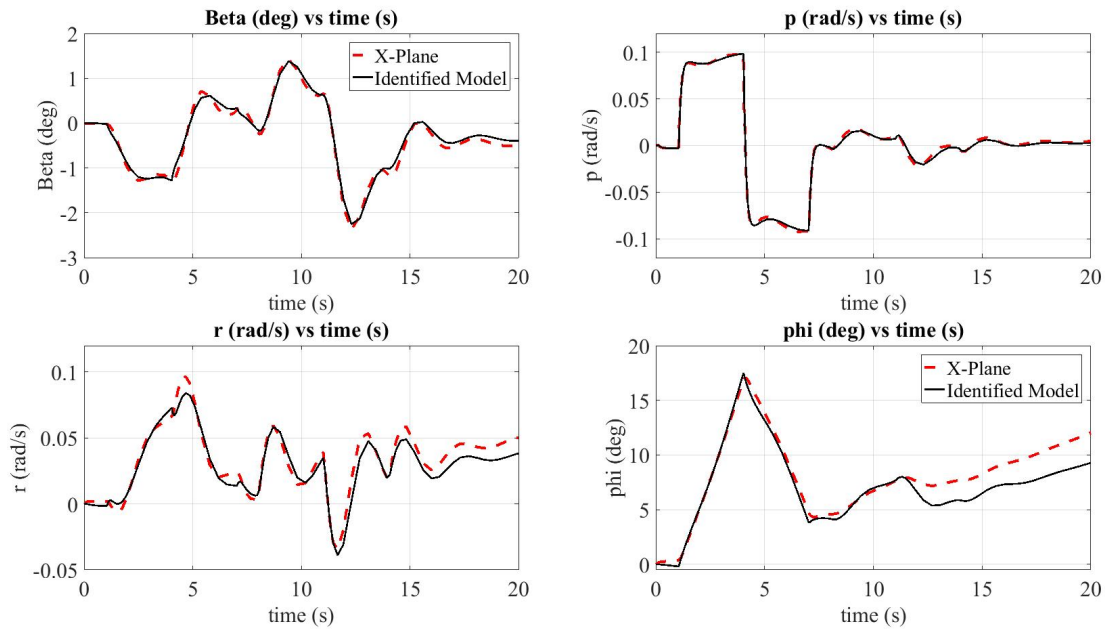 Beta (deg) vs time (s)
2
1
0
-1
-2
-3
Beta (deg)
X-Plane
Identified Model
0 5 10 15 20
time (s)
p (rad/s)
0.1
0.05
0
-0.05
-0.1
p (rad/s)
0 5 10 15 20
time (s)
r (rad/s) vs time (s)
0.1
0.05
0
-0.05
r (rad/s)
0 5 10 15 20
time (s)
phi (deg) vs time (s)
20
15
10
5
0
phi (deg)
X-Plane
Identified Model
0 5 10 15 20
time (s)